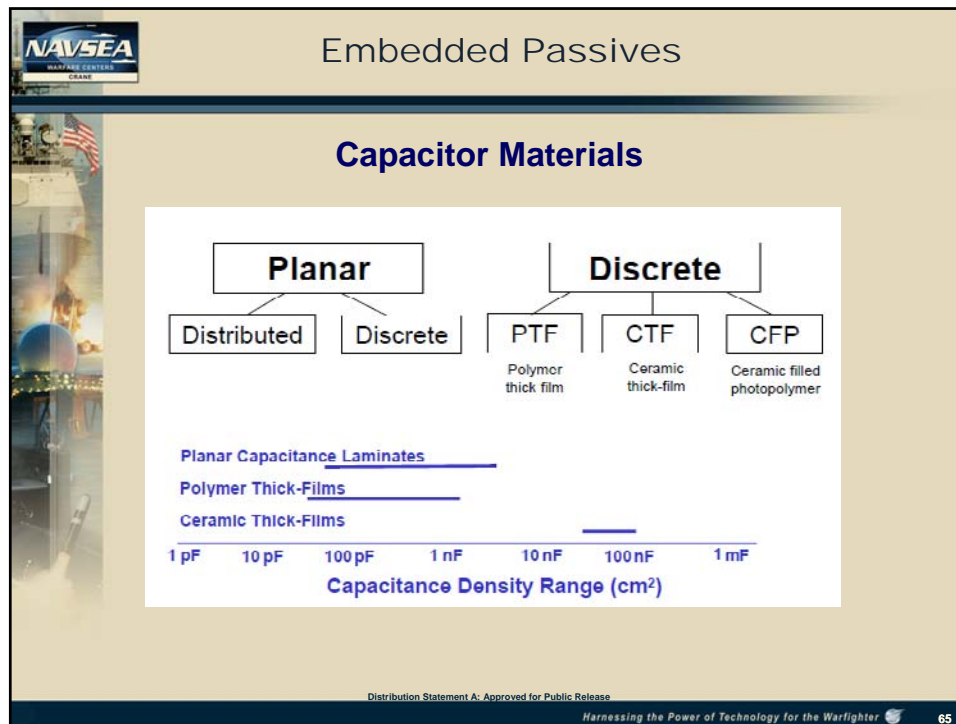 NAVSEA
WARFARE CENTERS
CRANE
Embedded Passives
Capacitor Materials
Planar
Discrete
Distributed
Discrete
PTF
CTF
CFP
Polymer
thick film
Ceramic
thick-film
Ceramic filled
photopolymer
Planar Capacitance Laminates
Polymer Thick-Films
Ceramic Thick-Films
1 pF 10 pF 100 pF 1 nF 10 nF 100 nF 1 mF
Capacitance Density Range (cm²)
Distribution Statement A: Approved for Public Release
Harnessing the Power of Technology for the Warfighter 65